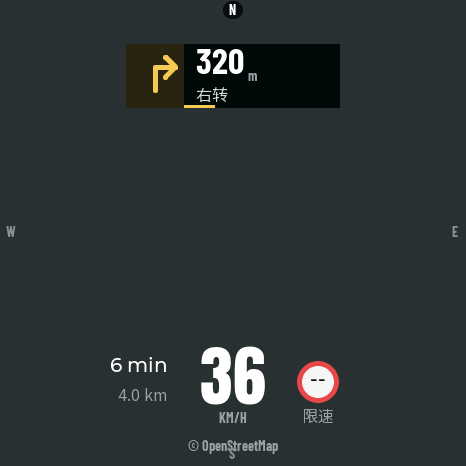 N
320 m
右转
W
E
6 min
36
--
4.0 km
KM/H
限速
© OpenStreetMap
S